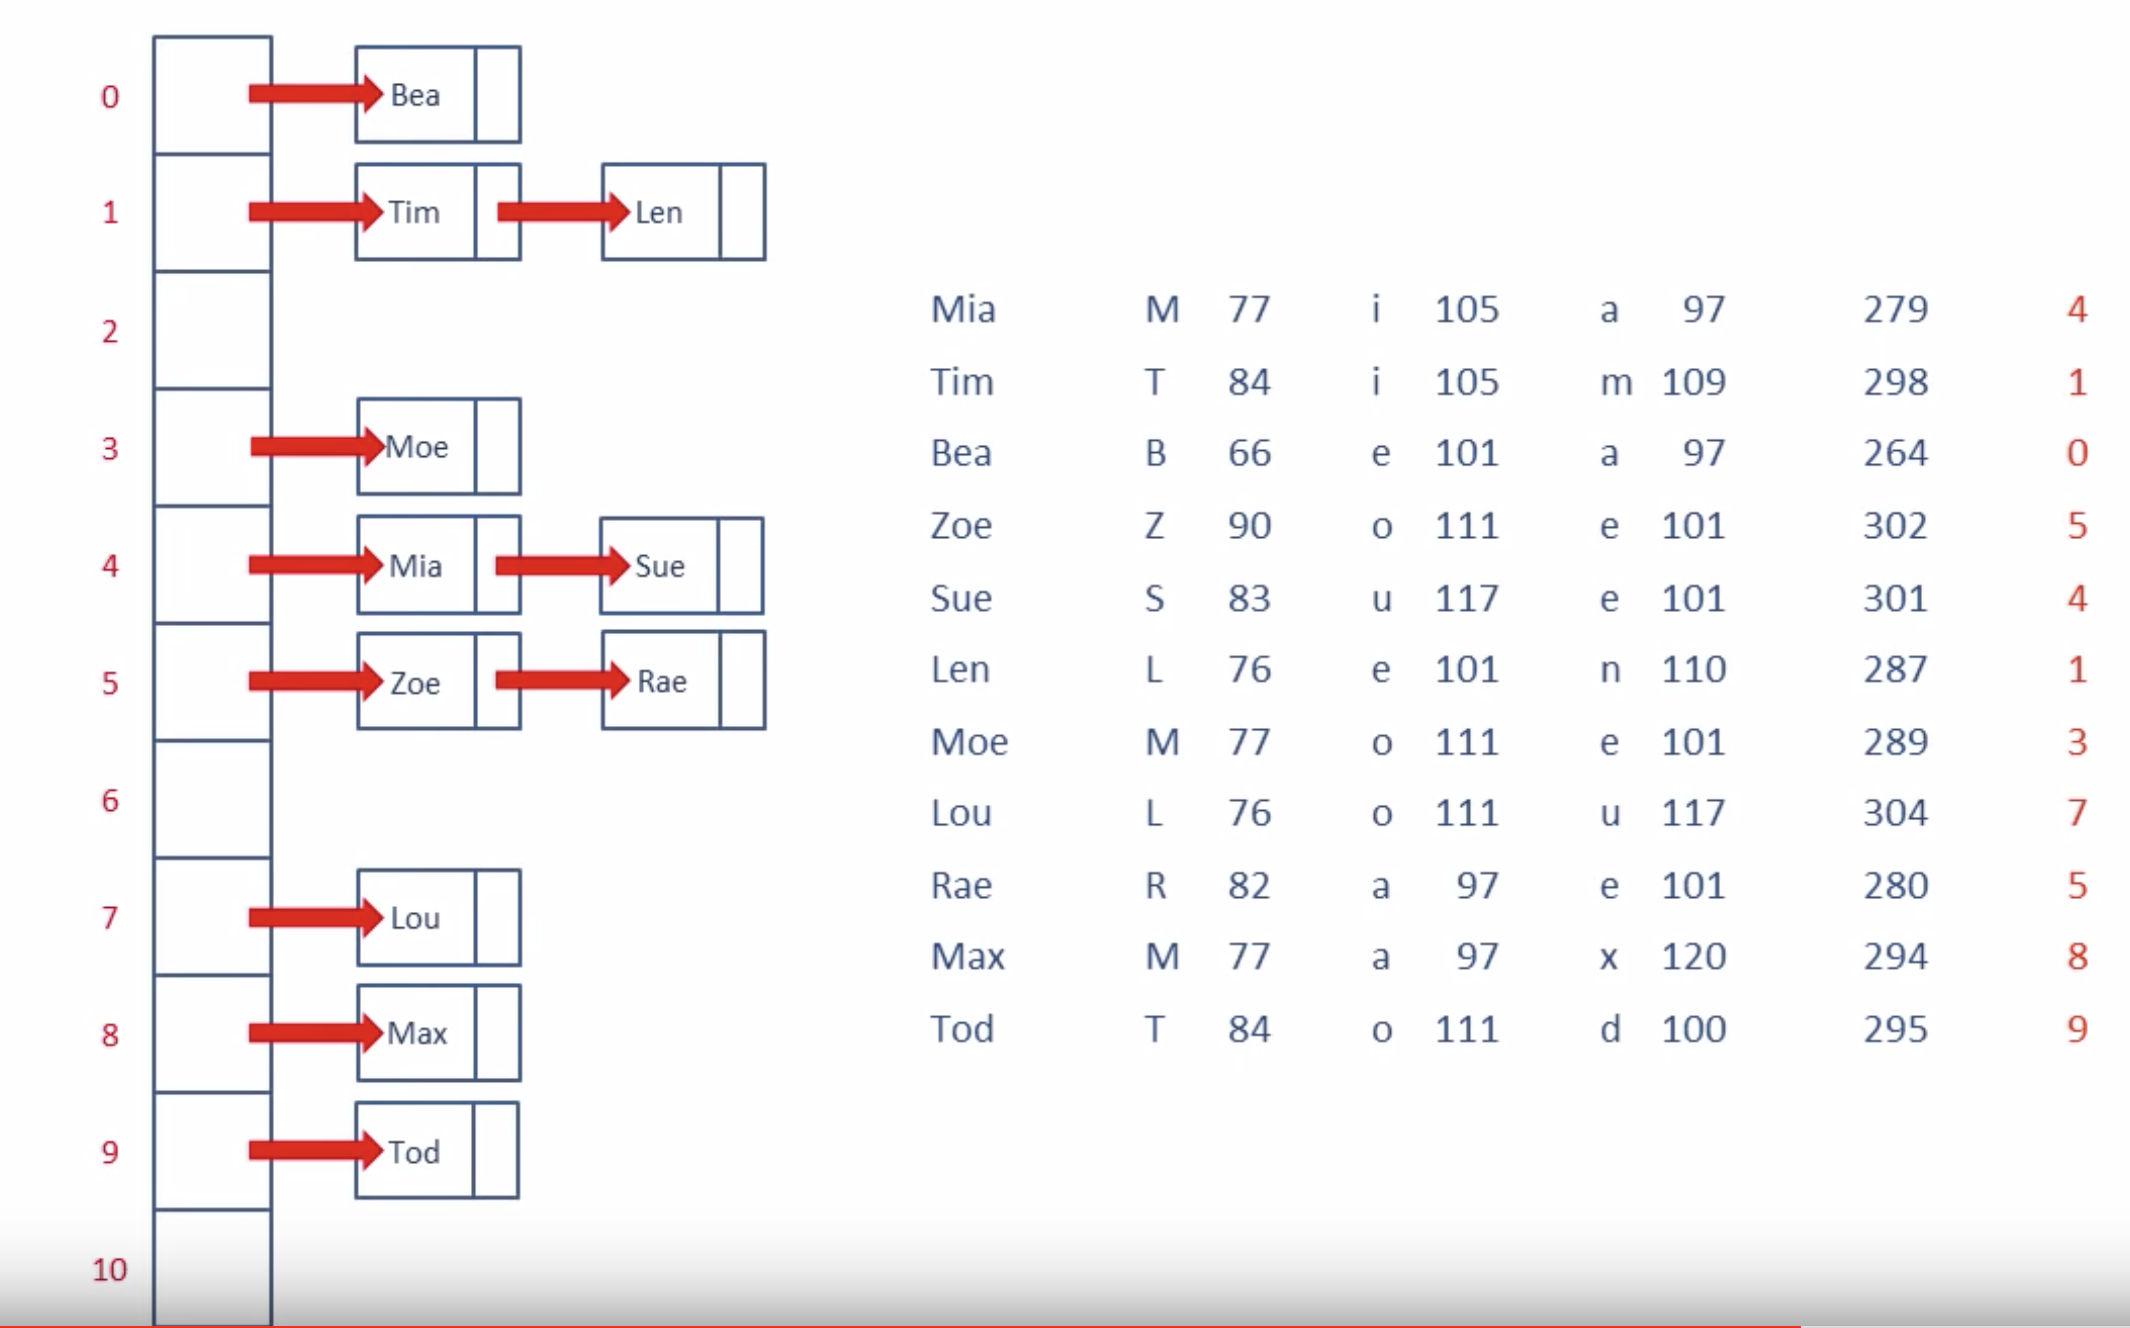 0 Bea
1 Tim Len
2
3 Moe
4 Mia Sue
5 Zoe Rae
6
7 Lou
8 Max
9 Tod
10
Mia M 77 i 105 a 97 279 4
Tim T 84 i 105 m 109 298 1
Bea B 66 e 101 a 97 264 0
Zoe Z 90 o 111 e 101 302 5
Sue S 83 u 117 e 101 301 4
Len L 76 e 101 n 110 287 1
Moe M 77 o 111 e 101 289 3
Lou L 76 o 111 u 117 304 7
Rae R 82 a 97 e 101 280 5
Max M 77 a 97 x 120 294 8
Tod T 84 o 111 d 100 295 9